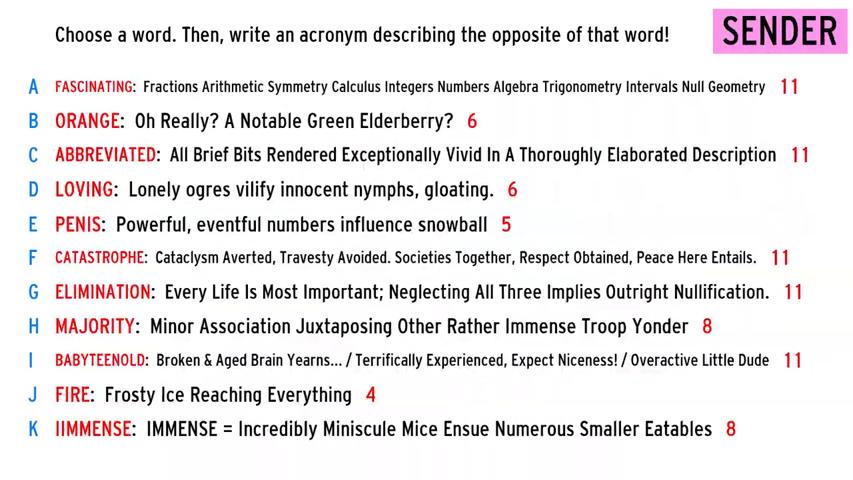 Choose a word. Then, write an acronym describing the opposite of that word!
SENDER
A FASCINATING: Fractions Arithmetic Symmetry Calculus Integers Numbers Algebra Trigonometry Intervals Null Geometry 11
B ORANGE: Oh Really? A Notable Green Elderberry? 6
C ABBREVIATED: All Brief Bits Rendered Exceptionally Vivid In A Thoroughly Elaborated Description 11
D LOVING: Lonely ogres vilify innocent nymphs, gloating. 6
E PENIS: Powerful, eventful numbers influence snowball 5
F CATASTROPHE: Cataclysm Averted, Travesty Avoided. Societies Together, Respect Obtained, Peace Here Entails. 11
G ELIMINATION: Every Life Is Most Important; Neglecting All Three Implies Outright Nullification. 11
H MAJORITY: Minor Association Juxtaposing Other Rather Immense Troop Yonder 8
I BABYTEENOLD: Broken & Aged Brain Yearns... / Terrifically Experienced, Expect Niceness! / Overactive Little Dude 11
J FIRE: Frosty Ice Reaching Everything 4
K IIMMENSE: IMMENSE = Incredibly Miniscule Mice Ensue Numerous Smaller Eatables 8